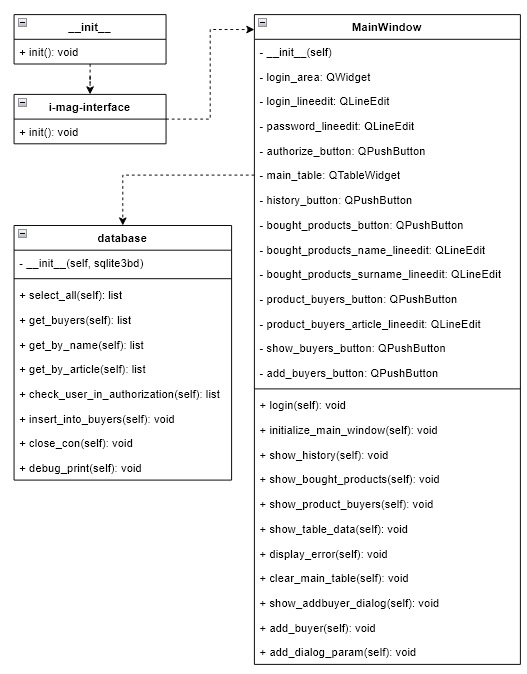 __init__
+ init(): void
i-mag-interface
+ init(): void
MainWindow
- __init__(self)
- login_area: QWidget
- login_lineedit: QLineEdit
- password_lineedit: QLineEdit
- authorize_button: QPushButton
- main_table: QTableWidget
- history_button: QPushButton
- bought_products_button: QPushButton
- bought_products_name_lineedit: QLineEdit
- bought_products_surname_lineedit: QLineEdit
- product_buyers_button: QPushButton
- product_buyers_article_lineedit: QLineEdit
- show_buyers_button: QPushButton
- add_buyers_button: QPushButton
+ login(self): void
+ initialize_main_window(self): void
+ show_history(self): void
+ show_bought_products(self): void
+ show_product_buyers(self): void
+ show_table_data(self): void
+ display_error(self): void
+ clear_main_table(self): void
+ show_addbuyer_dialog(self): void
+ add_buyer(self): void
+ add_dialog_param(self): void
database
- __init__(self, sqlite3bd)
+ select_all(self): list
+ get_buyers(self): list
+ get_by_name(self): list
+ get_by_article(self): list
+ check_user_in_authorization(self): list
+ insert_into_buyers(self): void
+ close_con(self): void
+ debug_print(self): void